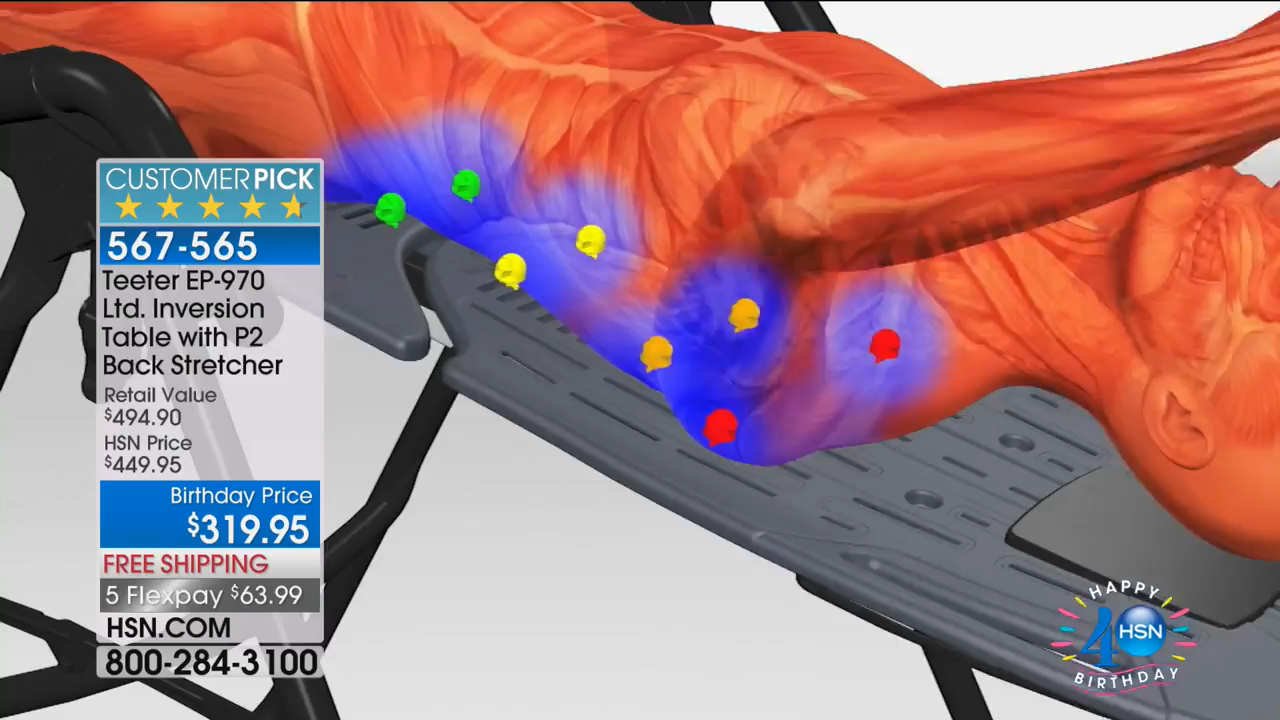 CUSTOMER PICK
567-565
Teeter EP-970
Ltd. Inversion
Table with P2
Back Stretcher
Retail Value
$494.90
HSN Price
$449.95
Birthday Price
$319.95
FREE SHIPPING
5 Flexpay $63.99
HSN.COM
800-284-3100
HAPPY
40
HSN
BIRTHDAY